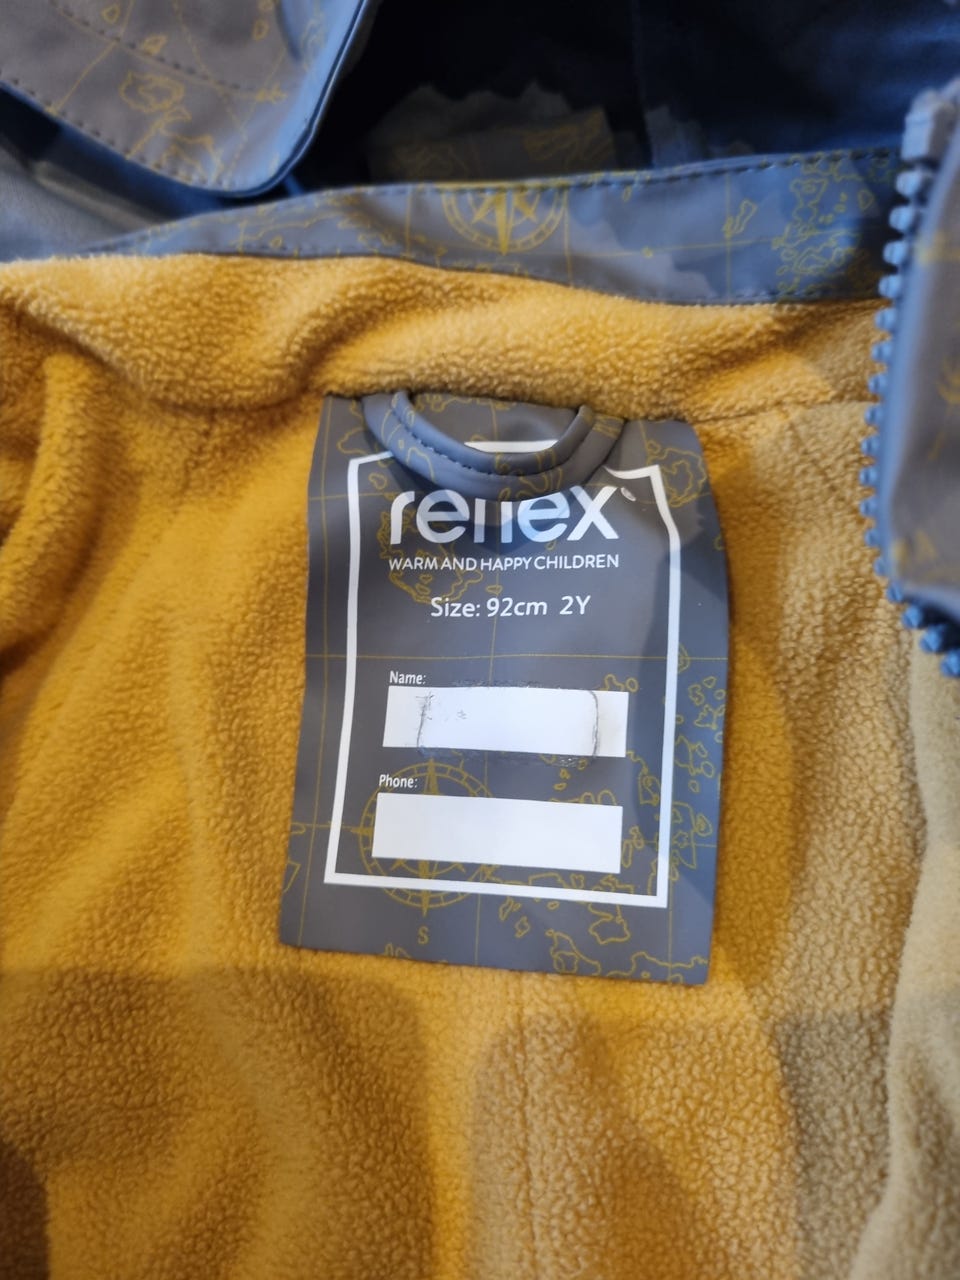 reflex
WARM AND HAPPY CHILDREN
Size: 92cm 2Y
Name:
Phone:
S